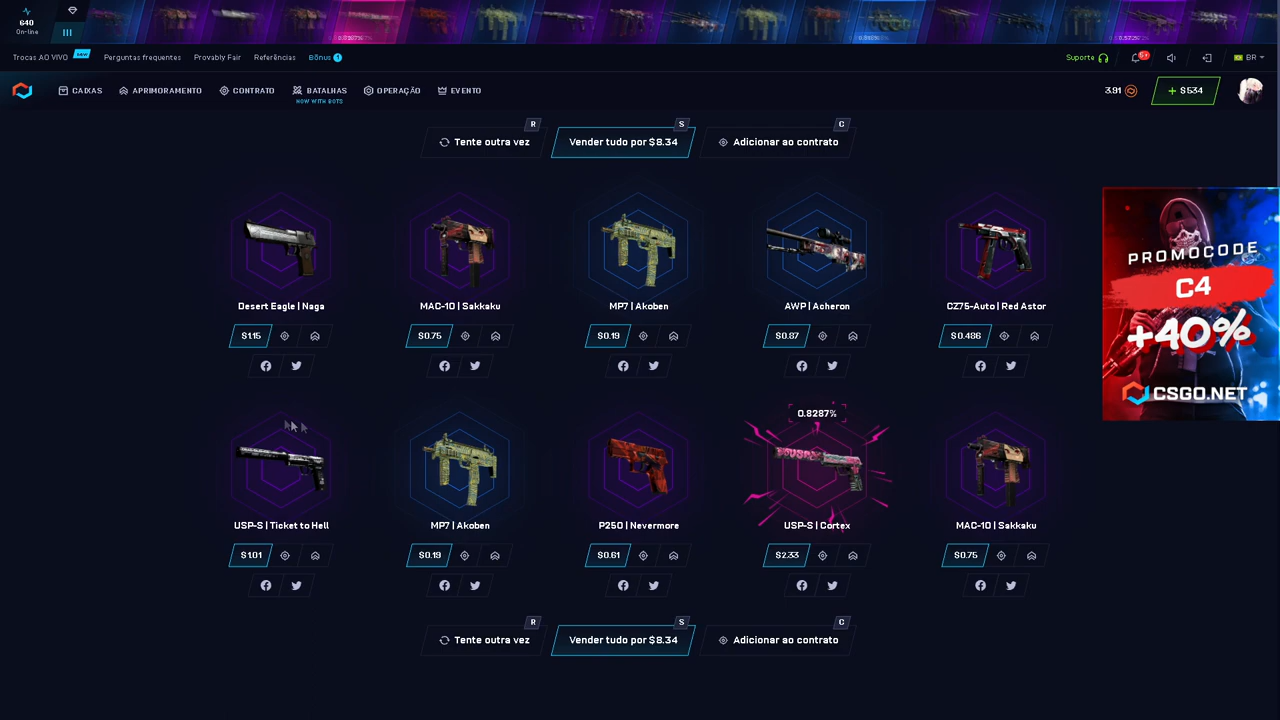 640
On-line
Trocas AO VIVO NEW Perguntas frequentes Provably Fair Referências Bônus 1 Suporte 5+ BR
CAIXAS APRIMORAMENTO CONTRATO BATALHAS OPERAÇÃO EVENTO 3.91 + $ 534
NOW WITH BOTS
R S C
Tente outra vez Vender tudo por $8.34 Adicionar ao contrato
Desert Eagle | Naga MAC-10 | Sakkaku MP7 | Akoben AWP | Acheron CZ75-Auto | Red Astor
$1.15 $0.75 $0.19 $0.87 $0.486
PROMOCODE
C4
+40%
CSGO.NET
0.8287%
USP-S | Ticket to Hell MP7 | Akoben P250 | Nevermore USP-S | Cortex MAC-10 | Sakkaku
$1.01 $0.19 $0.61 $2.33 $0.75
R S C
Tente outra vez Vender tudo por $8.34 Adicionar ao contrato